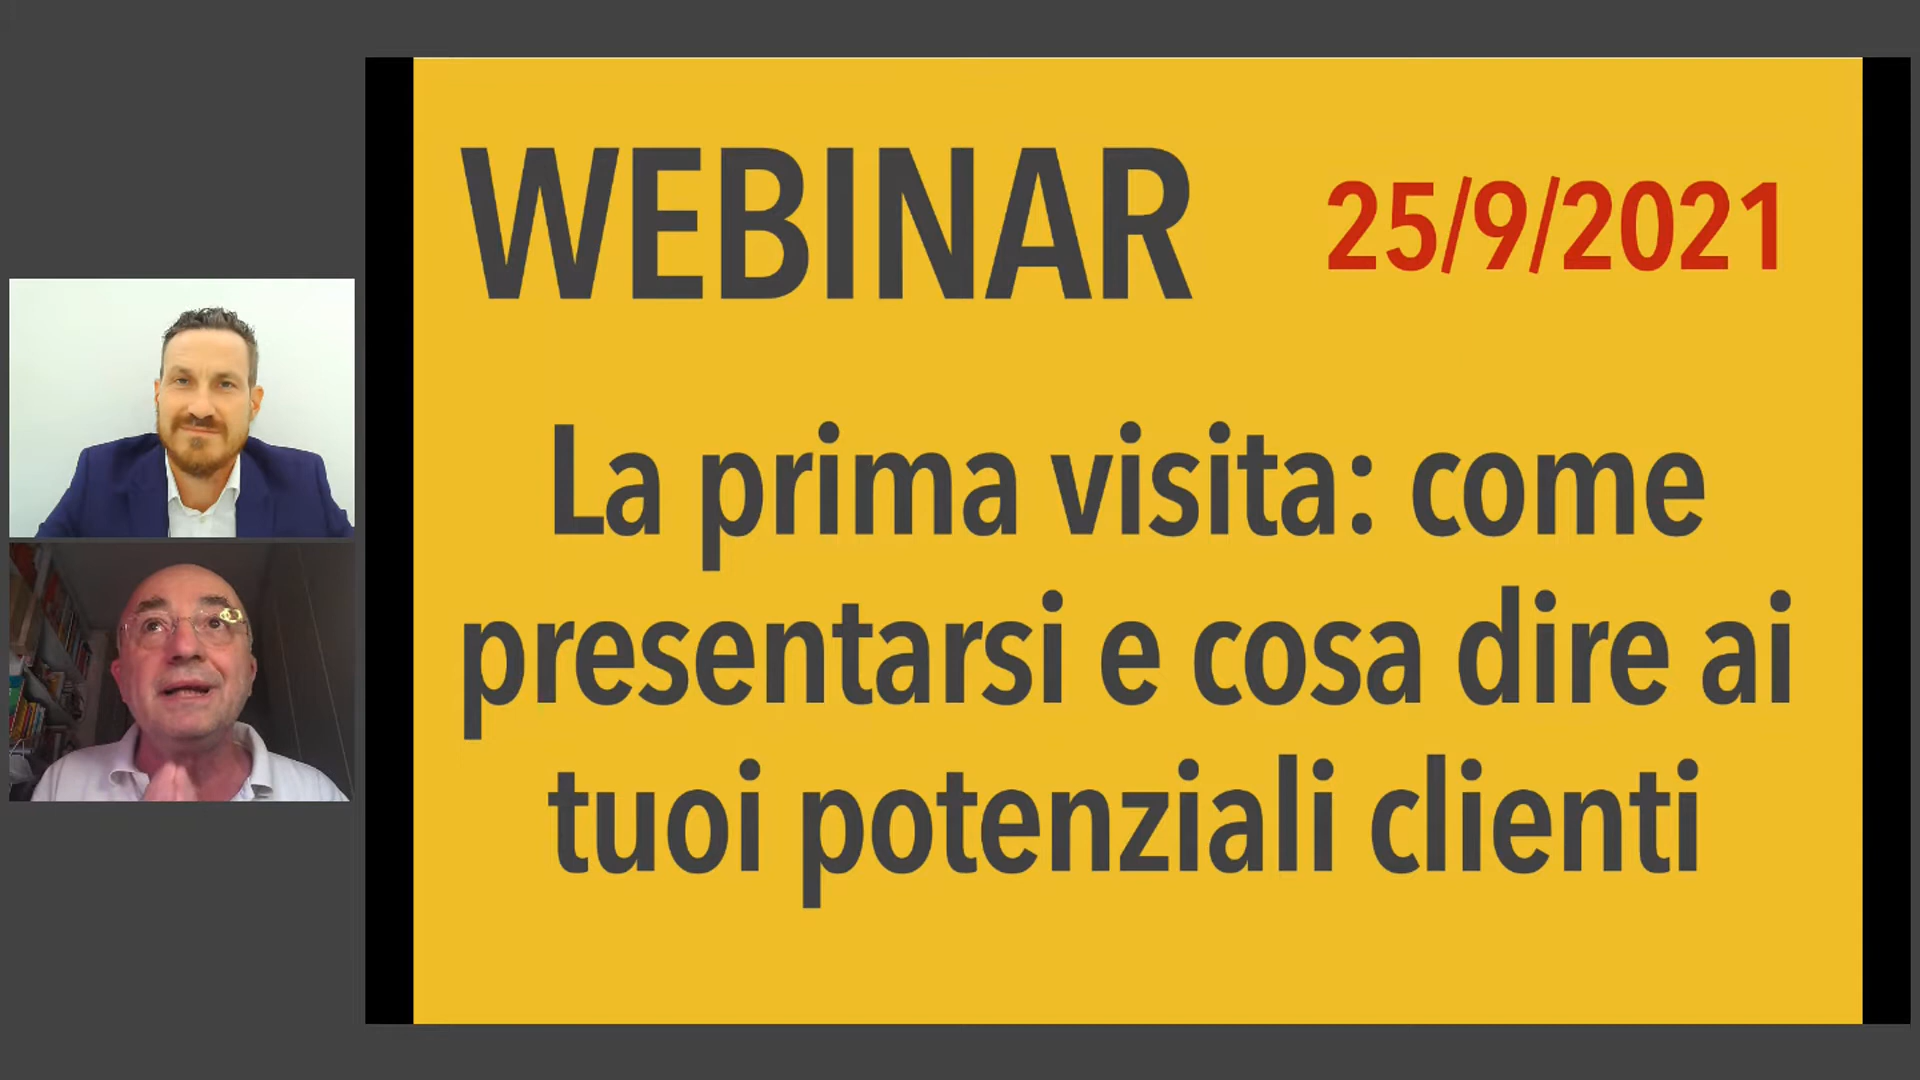 WEBINAR 25/9/2021
La prima visita: come
presentarsi e cosa dire ai
tuoi potenziali clienti